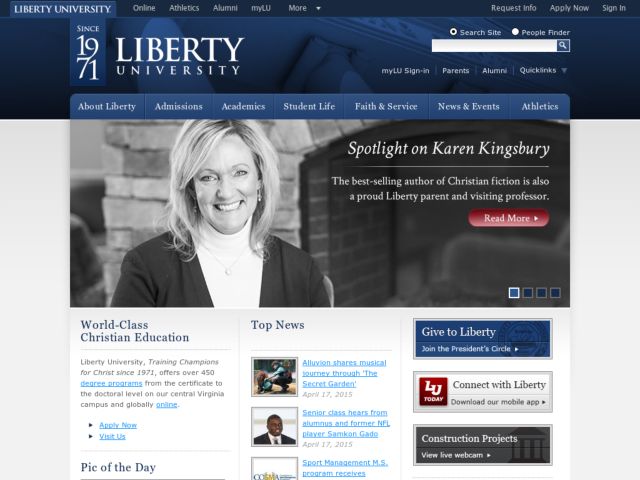 LIBERTY UNIVERSITY
Online Athletics Alumni myLU More Request Info Apply Now Sign In
SINCE 1971
LIBERTY
UNIVERSITY
Search Site People Finder
myLU Sign-in Parents Alumni Quicklinks
About Liberty Admissions Academics Student Life Faith & Service News & Events Athletics
Spotlight on Karen Kingsbury
The best-selling author of Christian fiction is also
a proud Liberty parent and visiting professor.
Read More
World-Class
Christian Education
Liberty University, Training Champions
for Christ since 1971, offers over 450
degree programs from the certificate to
the doctoral level on our central Virginia
campus and globally online.
Apply Now
Visit Us
Pic of the Day
Top News
Alluvion shares musical
journey through 'The
Secret Garden'
April 17, 2015
Senior class hears from
alumnus and former NFL
player Samkon Gado
April 17, 2015
COSMA
Sport Management M.S.
program receives
Give to Liberty
Join the President's Circle
LU
TODAY
Connect with Liberty
Download our mobile app
Construction Projects
View live webcam